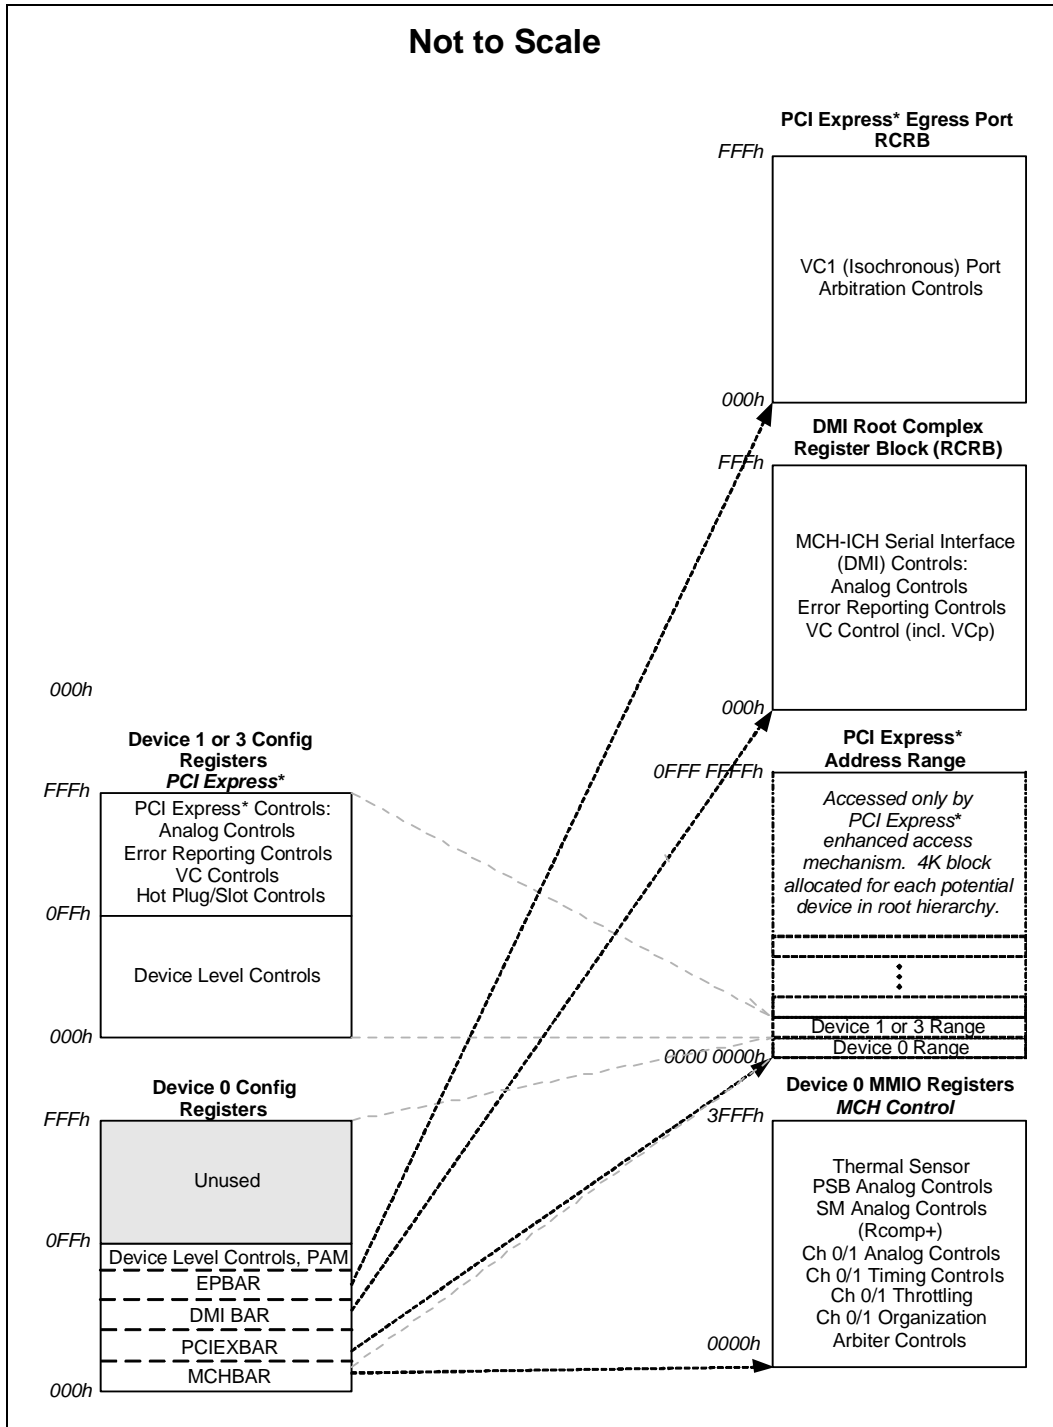 Not to Scale
PCI Express* Egress Port
RCRB
FFFh
VC1 (Isochronous) Port
Arbitration Controls
000h
DMI Root Complex
Register Block (RCRB)
FFFh
MCH-ICH Serial Interface
(DMI) Controls:
Analog Controls
Error Reporting Controls
VC Control (incl. VCp)
000h
000h
Device 1 or 3 Config
Registers
PCI Express*
FFFh
PCI Express* Controls:
Analog Controls
Error Reporting Controls
VC Controls
Hot Plug/Slot Controls
0FFh
Device Level Controls
000h
PCI Express*
Address Range
0FFF FFFFh
Accessed only by
PCI Express*
enhanced access
mechanism. 4K block
allocated for each potential
device in root hierarchy.
Device 1 or 3 Range
Device 0 Range
0000 0000h
Device 0 Config
Registers
FFFh
Unused
0FFh
Device Level Controls, PAM
EPBAR
DMI BAR
PCIEXBAR
MCHBAR
000h
Device 0 MMIO Registers
MCH Control
3FFFh
Thermal Sensor
PSB Analog Controls
SM Analog Controls
(Rcomp+)
Ch 0/1 Analog Controls
Ch 0/1 Timing Controls
Ch 0/1 Throttling
Ch 0/1 Organization
Arbiter Controls
0000h